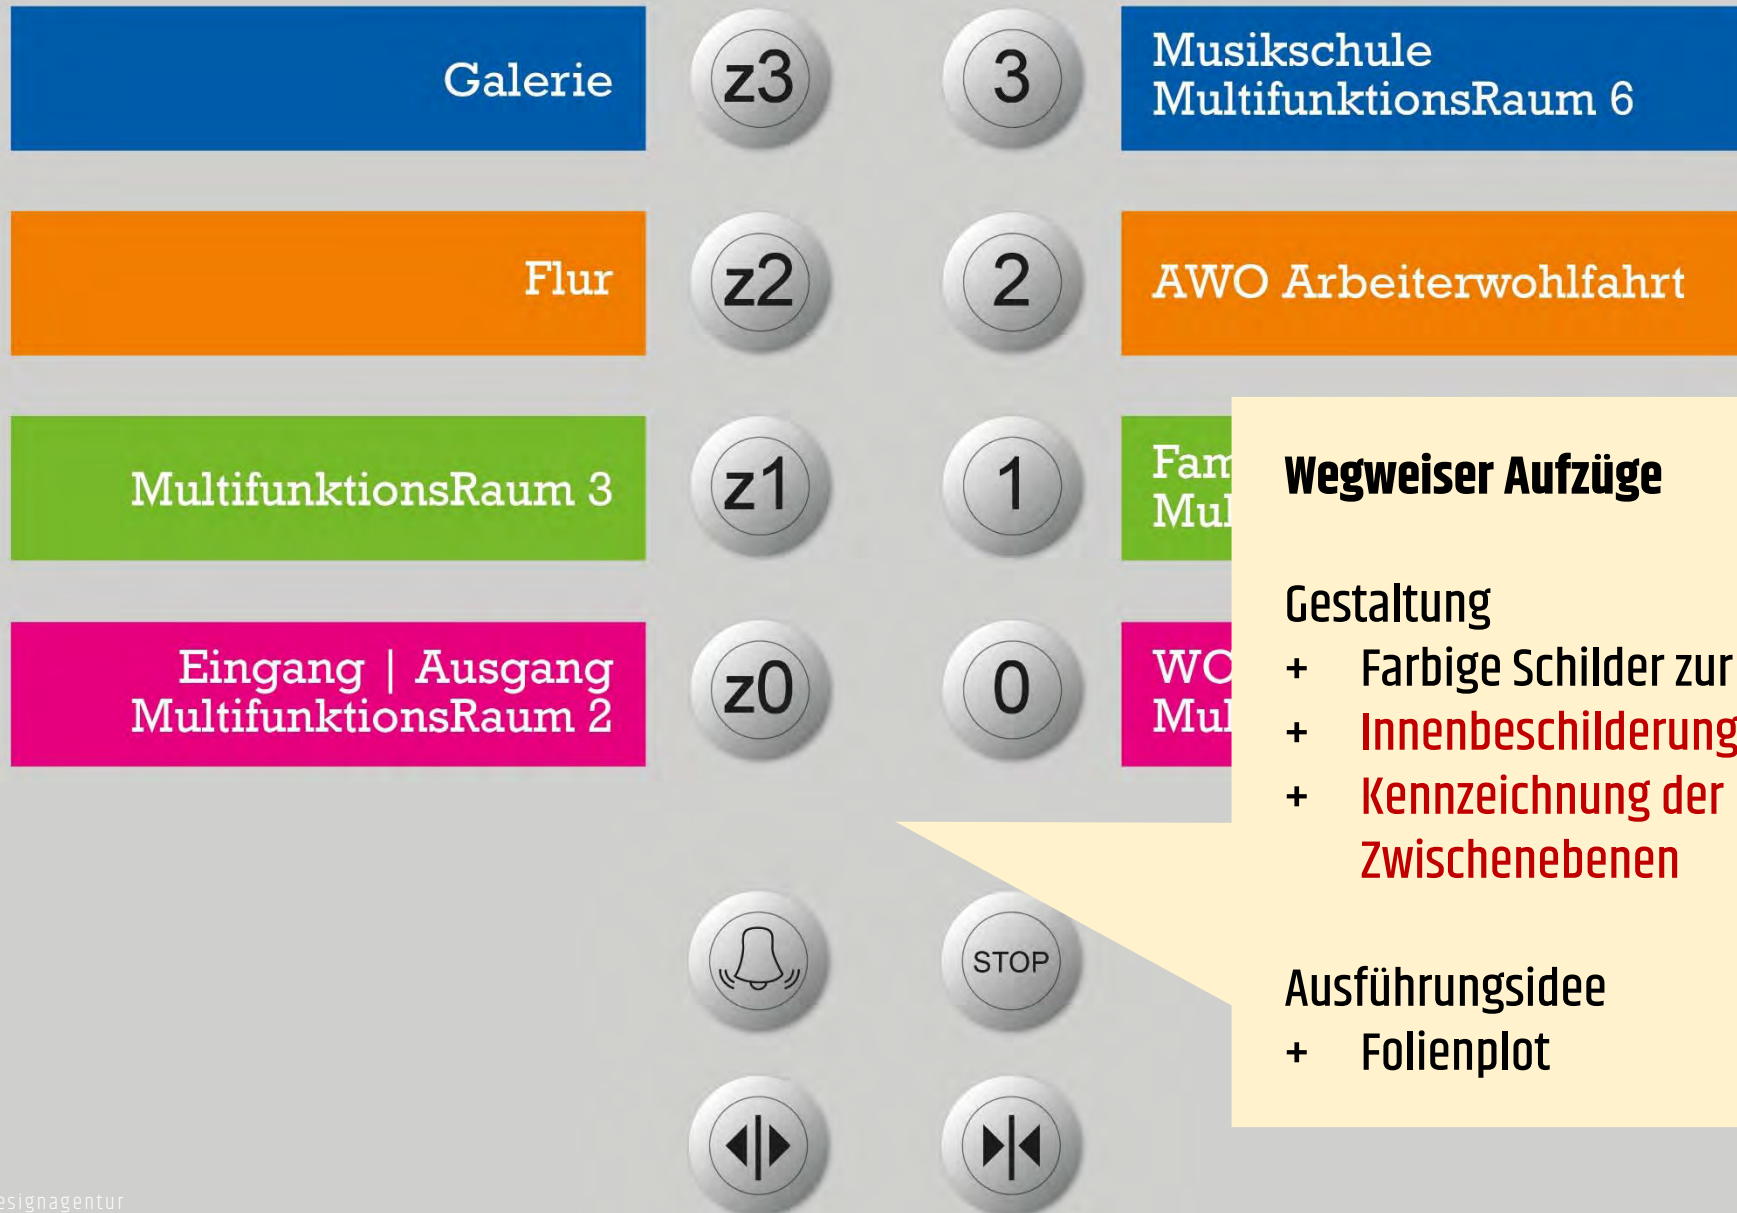 Galerie
z3
3
Musikschule
MultifunktionsRaum 6
Flur
z2
2
AWO Arbeiterwohlfahrt
MultifunktionsRaum 3
z1
1
Eingang | Ausgang
MultifunktionsRaum 2
z0
0
STOP
Wegweiser Aufzüge
Gestaltung
+ Farbige Schilder zur
+ Innenbeschilderung
+ Kennzeichnung der
Zwischenebenen
Ausführungsidee
+ Folienplot